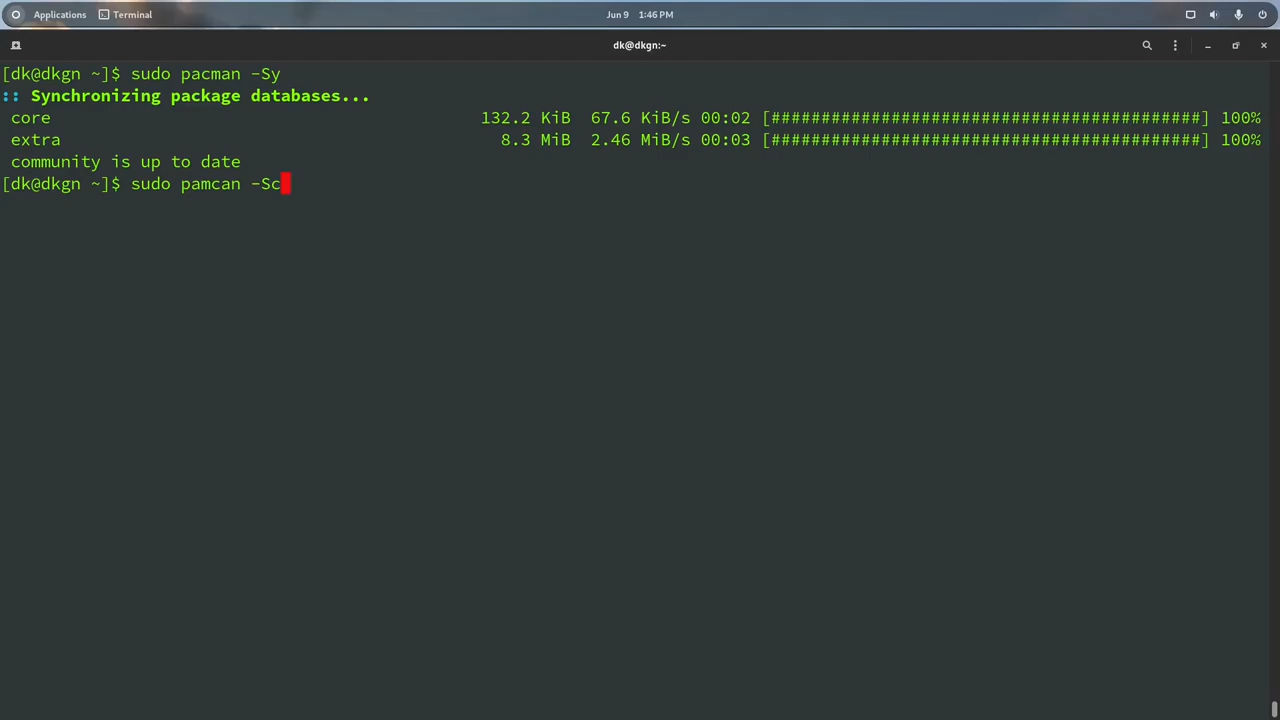 Applications Terminal Jun 9 1:46 PM
dk@dkgn:~
[dk@dkgn ~]$ sudo pacman -Sy
:: Synchronizing package databases...
core 132.2 KiB 67.6 KiB/s 00:02 [###########################################] 100%
extra 8.3 MiB 2.46 MiB/s 00:03 [###########################################] 100%
community is up to date
[dk@dkgn ~]$ sudo pamcan -Sc